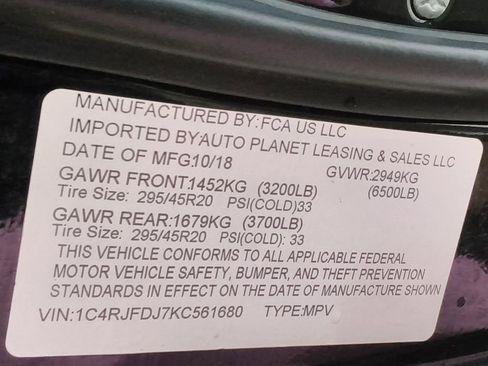 MANUFACTURED BY:FCA US LLC
IMPORTED BY:AUTO PLANET LEASING & SALES LLC
DATE OF MFG:10/18 GVWR:2949KG
GAWR FRONT:1452KG (3200LB) (6500LB)
Tire Size: 295/45R20 PSI(COLD)33
GAWR REAR:1679KG (3700LB)
Tire Size: 295/45R20 PSI(COLD): 33
THIS VEHICLE CONFORMS TO ALL APPLICABLE FEDERAL
MOTOR VEHICLE SAFETY, BUMPER, AND THEFT PREVENTION
STANDARDS IN EFFECT ON THE DATE OF MANUFACTURE SHOWN
VIN:1C4RJFDJ7KC561680 TYPE:MPV